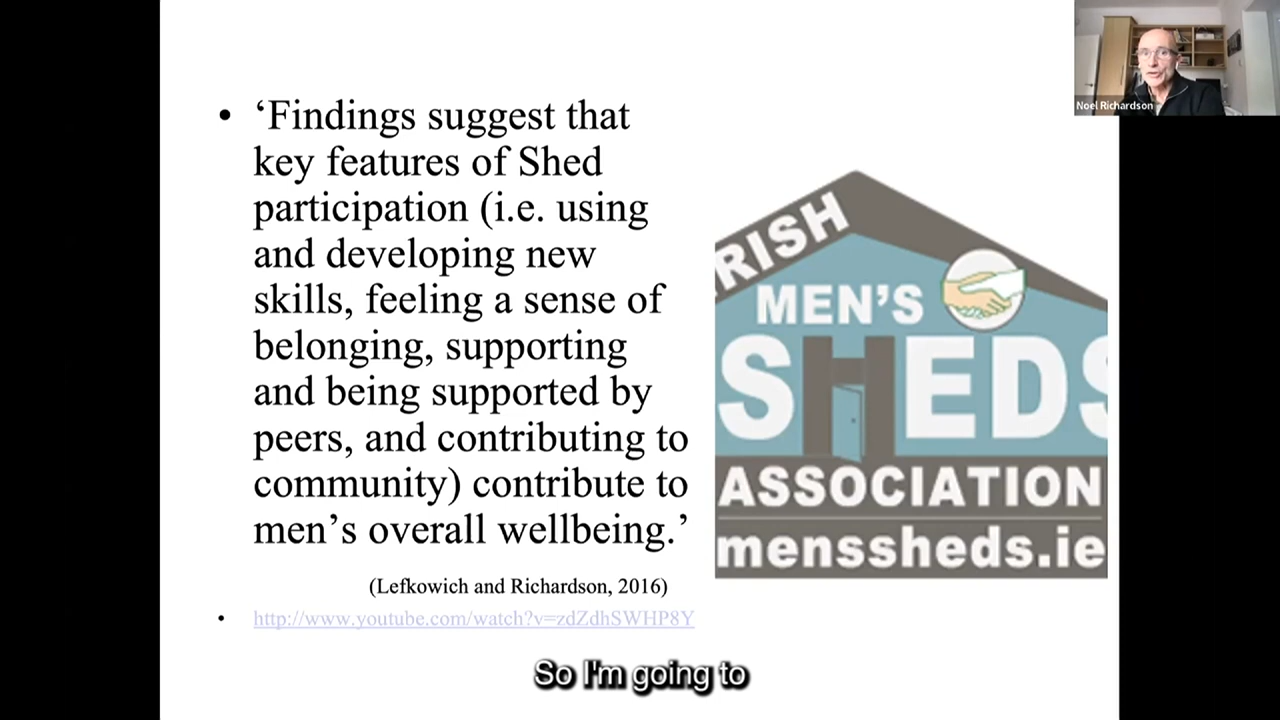 Noel Richardson
• ‘Findings suggest that
key features of Shed
participation (i.e. using
and developing new
skills, feeling a sense of
belonging, supporting
and being supported by
peers, and contributing to
community) contribute to
men’s overall wellbeing.’
(Lefkowich and Richardson, 2016)
• http://www.youtube.com/watch?v=zdZdhSWHP8Y
RISH
MEN’S
SHEDS
ASSOCIATION
menssheds.ie
So I'm going to